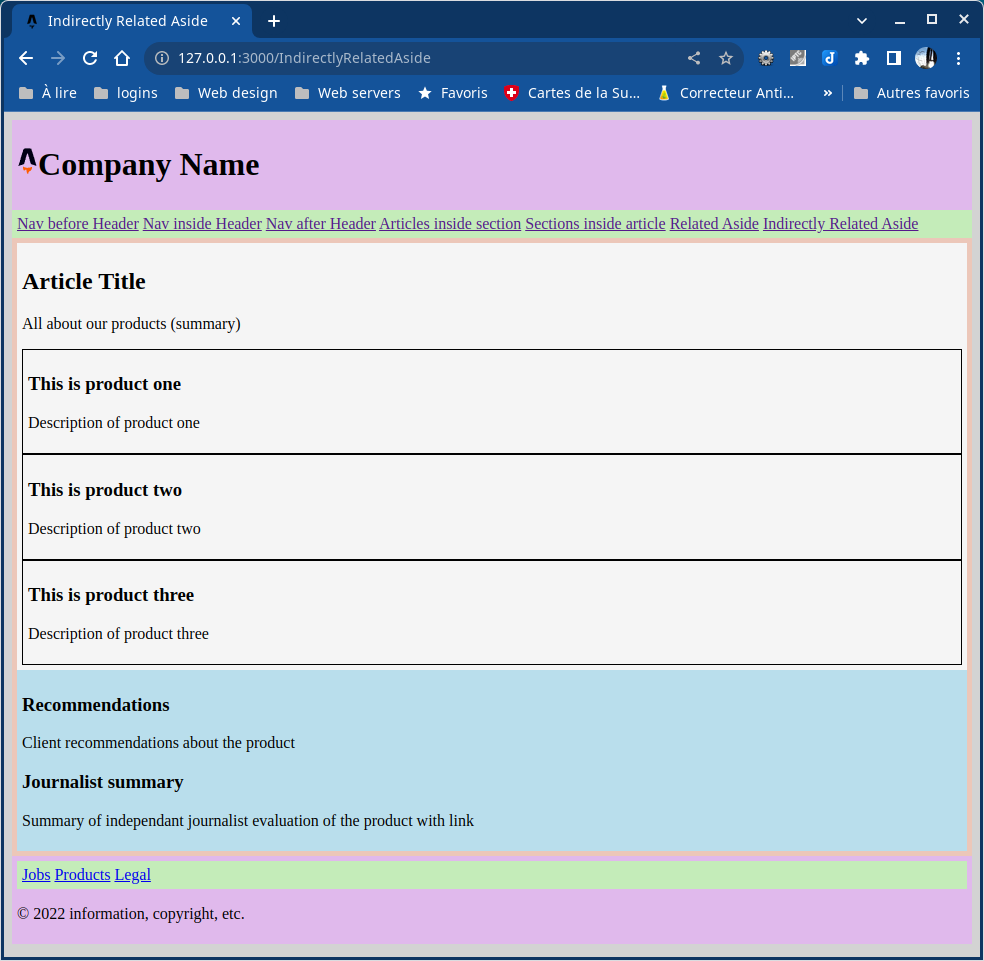 Indirectly Related Aside
127.0.0.1:3000/IndirectlyRelatedAside
À lire logins Web design Web servers Favoris Cartes de la Su... Correcteur Anti... » Autres favoris
Company Name
Nav before Header Nav inside Header Nav after Header Articles inside section Sections inside article Related Aside Indirectly Related Aside
Article Title
All about our products (summary)
This is product one
Description of product one
This is product two
Description of product two
This is product three
Description of product three
Recommendations
Client recommendations about the product
Journalist summary
Summary of independant journalist evaluation of the product with link
Jobs Products Legal
© 2022 information, copyright, etc.